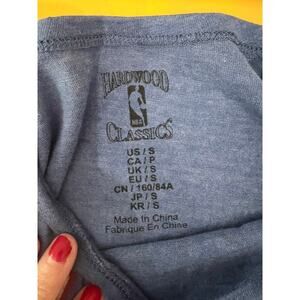 HARDWOOD
NBA
CLASSICS
US / S
CA / P
UK / S
EU / S
CN / 160/84A
JP / S
KR / S
Made In China
Fabriqué En Chine